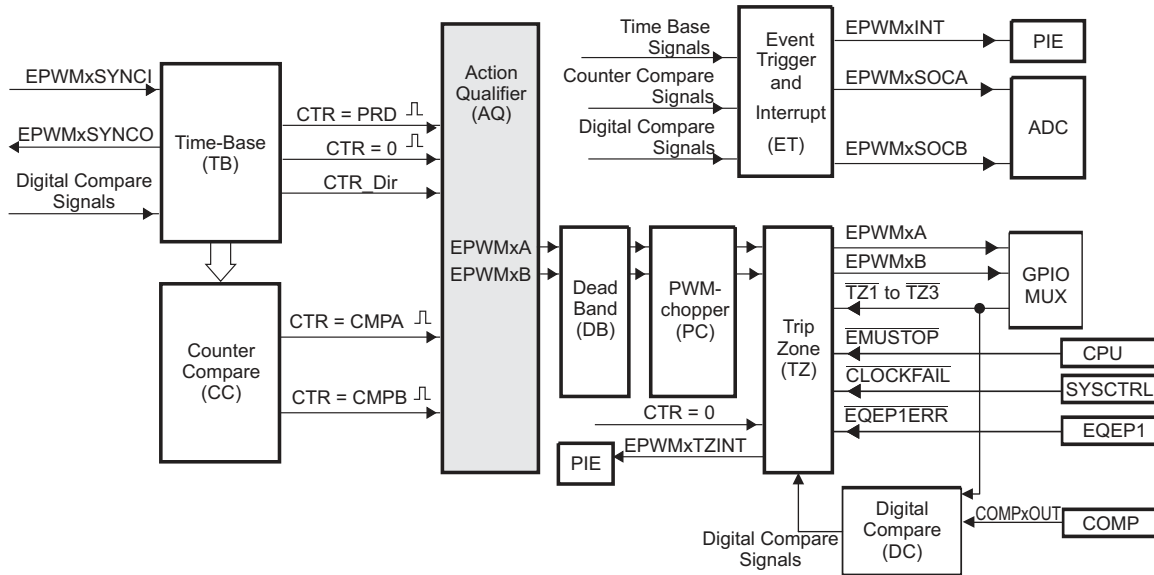 EPWMxSYNCI
EPWMxSYNCO
Digital Compare
Signals
Time-Base
(TB)
CTR = PRD
CTR = 0
CTR_Dir
Counter
Compare
(CC)
CTR = CMPA
CTR = CMPB
Action
Qualifier
(AQ)
EPWMxA
EPWMxB
Time Base
Signals
Counter Compare
Signals
Digital Compare
Signals
Event
Trigger
and
Interrupt
(ET)
EPWMxINT
EPWMxSOCA
EPWMxSOCB
PIE
ADC
Dead
Band
(DB)
PWM-
chopper
(PC)
Trip
Zone
(TZ)
EPWMxA
EPWMxB
TZ1 to TZ3
EMUSTOP
CLOCKFAIL
EQEP1ERR
GPIO
MUX
CPU
SYSCTRL
EQEP1
CTR = 0
EPWMxTZINT
PIE
Digital Compare
Signals
Digital
Compare
(DC)
COMPxOUT
COMP